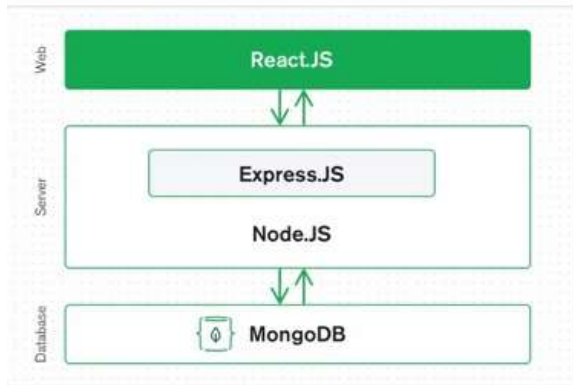 Web
React.JS
Server
Express.JS
Node.JS
Database
MongoDB